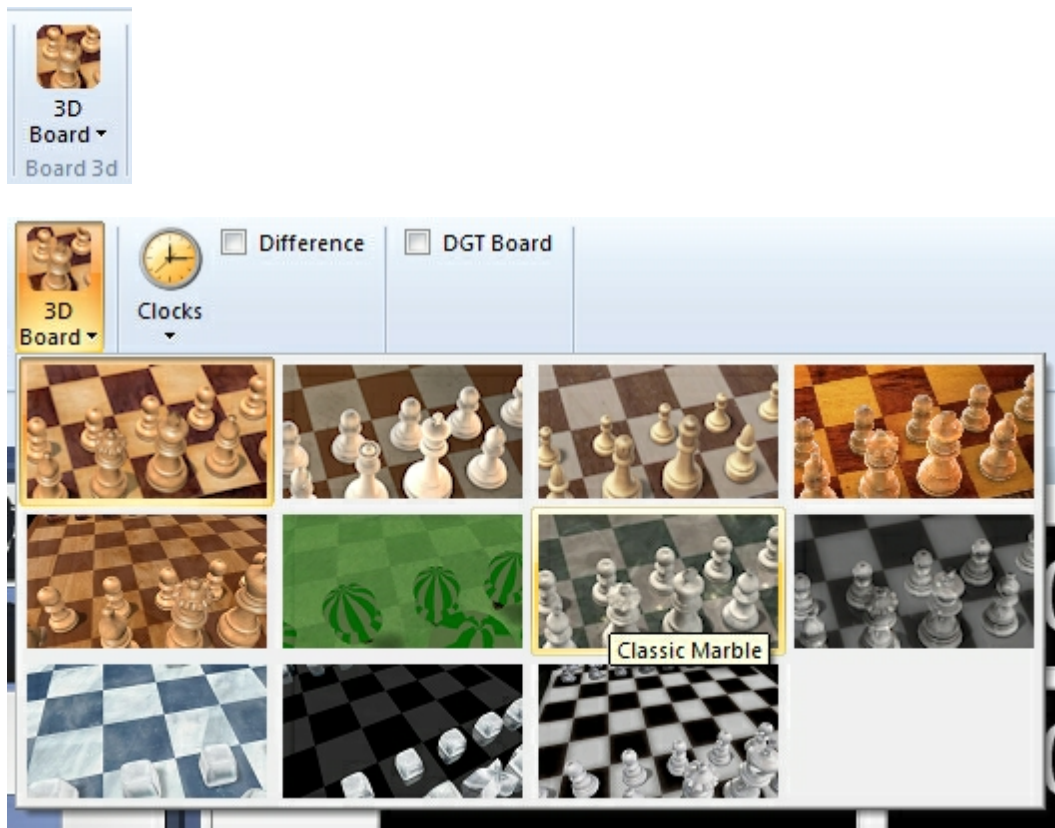 3D
Board
Board 3d
Difference
DGT Board
3D
Board
Clocks
Classic Marble